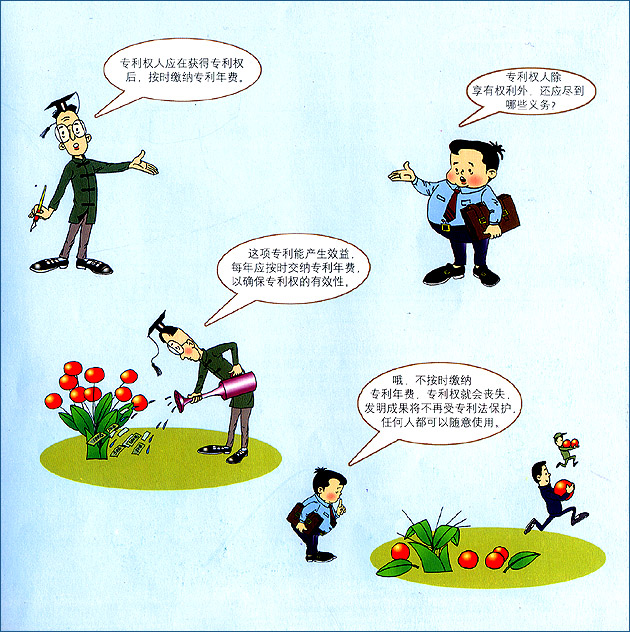 专利权人应在获得专利权
后，按时缴纳专利年费。
专利权人除
享有权利外，还应尽到
哪些义务？
这项专利能产生效益，
每年应按时交纳专利年费，
以确保专利权的有效性。
哦，不按时缴纳
专利年费，专利权就会丧失，
发明成果将不再受专利法保护，
任何人都可以随意使用。